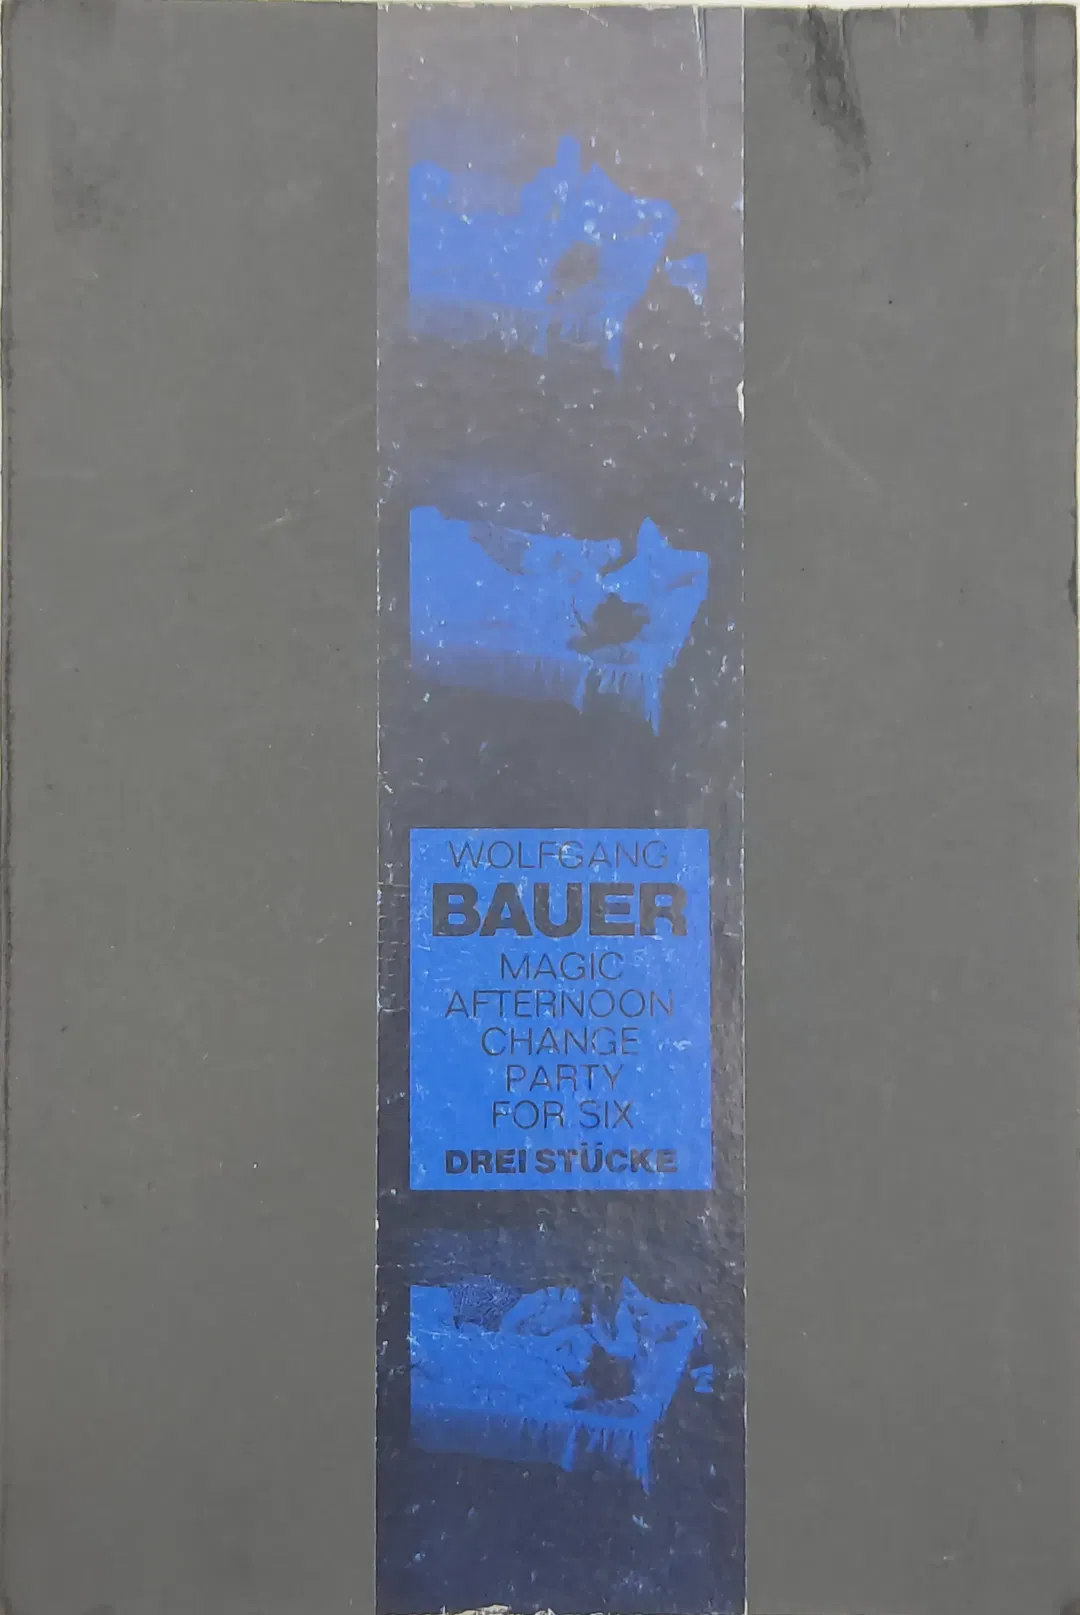 WOLFGANG
BAUER
MAGIC
AFTERNOON
CHANGE
PARTY
FOR SIX
DREI STÜCKE